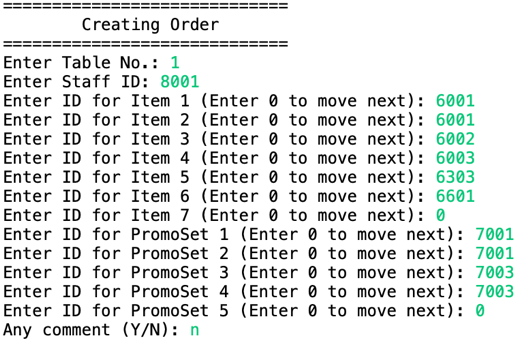 ==============================
Creating Order
==============================
Enter Table No.: 1
Enter Staff ID: 8001
Enter ID for Item 1 (Enter 0 to move next): 6001
Enter ID for Item 2 (Enter 0 to move next): 6001
Enter ID for Item 3 (Enter 0 to move next): 6002
Enter ID for Item 4 (Enter 0 to move next): 6003
Enter ID for Item 5 (Enter 0 to move next): 6303
Enter ID for Item 6 (Enter 0 to move next): 6601
Enter ID for Item 7 (Enter 0 to move next): 0
Enter ID for PromoSet 1 (Enter 0 to move next): 7001
Enter ID for PromoSet 2 (Enter 0 to move next): 7001
Enter ID for PromoSet 3 (Enter 0 to move next): 7003
Enter ID for PromoSet 4 (Enter 0 to move next): 7003
Enter ID for PromoSet 5 (Enter 0 to move next): 0
Any comment (Y/N): n